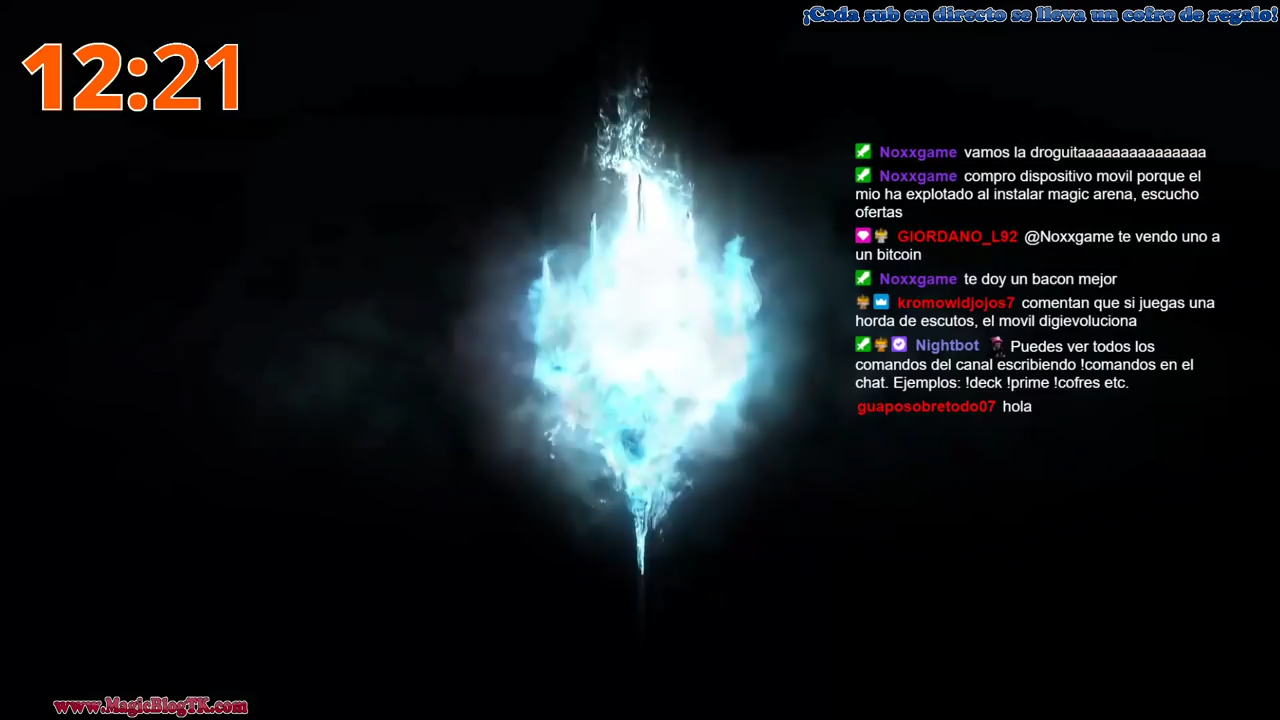 ¡Cada sub en directo se lleva un cofre de regalo!
12:21
Noxxgame vamos la droguitaaaaaaaaaaaaaaa
Noxxgame compro dispositivo movil porque el
mio ha explotado al instalar magic arena, escucho
ofertas
GIORDANO_L92 @Noxxgame te vendo uno a
un bitcoin
Noxxgame te doy un bacon mejor
kromowldjojos7 comentan que si juegas una
horda de escutos, el movil digievoluciona
Nightbot Puedes ver todos los
comandos del canal escribiendo !comandos en el
chat. Ejemplos: !deck !prime !cofres etc.
guaposobretodo07 hola
www.MagicBlogTK.com